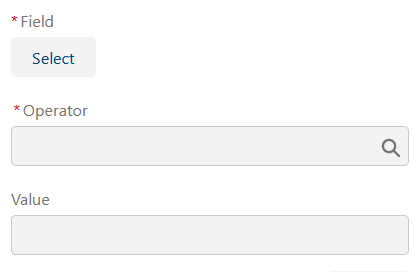 * Field
Select
* Operator
Value